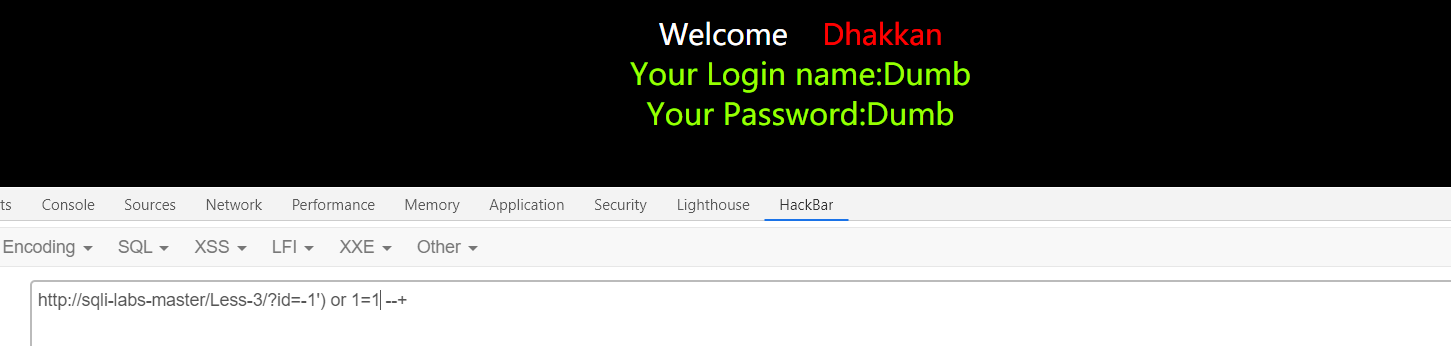 Welcome Dhakkan
Your Login name:Dumb
Your Password:Dumb
ts Console Sources Network Performance Memory Application Security Lighthouse HackBar
Encoding SQL XSS LFI XXE Other
http://sqli-labs-master/Less-3/?id=-1') or 1=1 --+